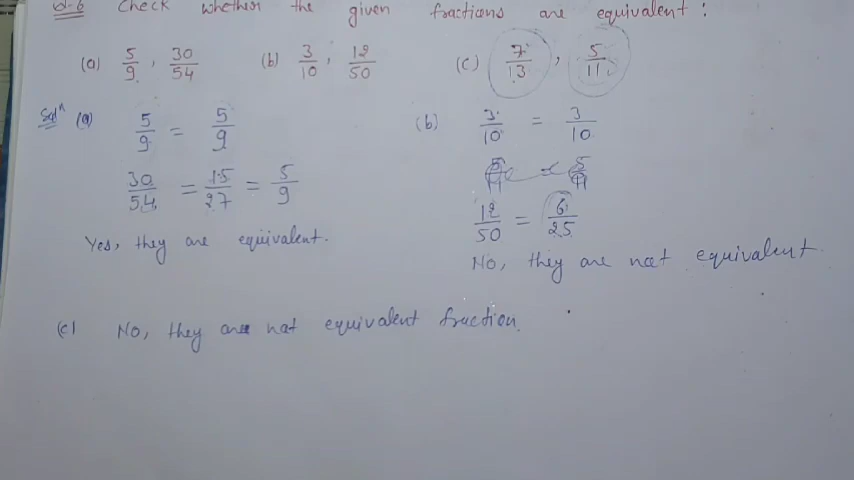 Q-6 Check whether the given fractions are equivalent :
(a) 5/9 , 30/54 (b) 3/10 , 12/50 (c) 7/13 , 5/11
Solⁿ (a) 5/9 = 5/9
30/54 = 15/27 = 5/9
Yes, they are equivalent.
(b) 3/10 = 3/10
12/50 = 6/25
No, they are not equivalent
(c) No, they are not equivalent fraction.